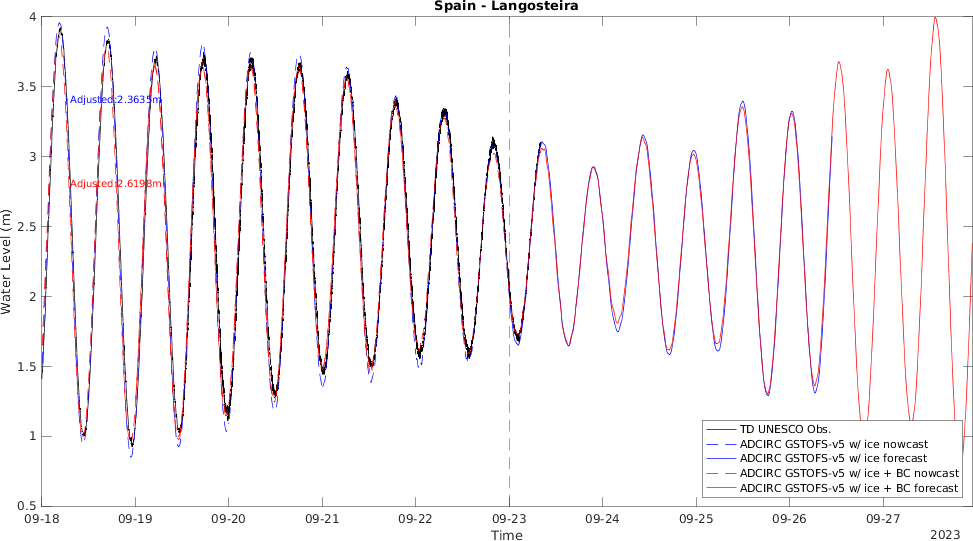 Spain - Langosteira
4
3.5
3
2.5
2
1.5
1
0.5
Water Level (m)
Adjusted:2.3635m
Adjusted:2.6198m
TD UNESCO Obs.
ADCIRC GSTOFS-v5 w/ ice nowcast
ADCIRC GSTOFS-v5 w/ ice forecast
ADCIRC GSTOFS-v5 w/ ice + BC nowcast
ADCIRC GSTOFS-v5 w/ ice + BC forecast
09-18 09-19 09-20 09-21 09-22 09-23 09-24 09-25 09-26 09-27
Time
2023